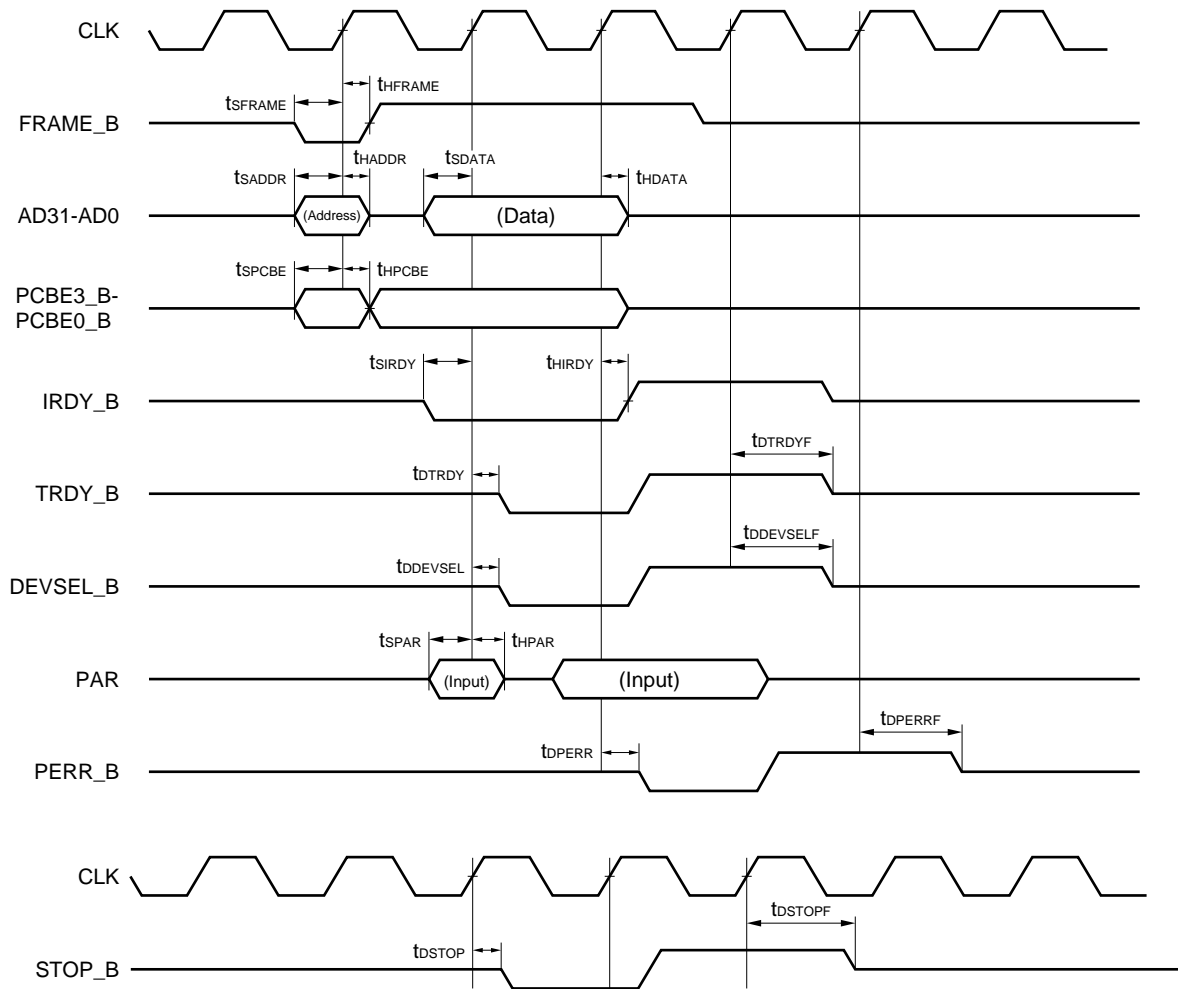 CLK
tHFRAME
tSFRAME
FRAME_B
tHADDR
tSDATA
tSADDR
tHDATA
AD31-AD0
(Address)
(Data)
tSPCBE
tHPCBE
PCBE3_B-
PCBE0_B
tSIRDY
tHIRDY
IRDY_B
tDTRDYF
tDTRDY
TRDY_B
tDDEVSELF
tDDEVSEL
DEVSEL_B
tSPAR
tHPAR
PAR
(Input)
(Input)
tDPERRF
tDPERR
PERR_B
CLK
tDSTOPF
tDSTOP
STOP_B